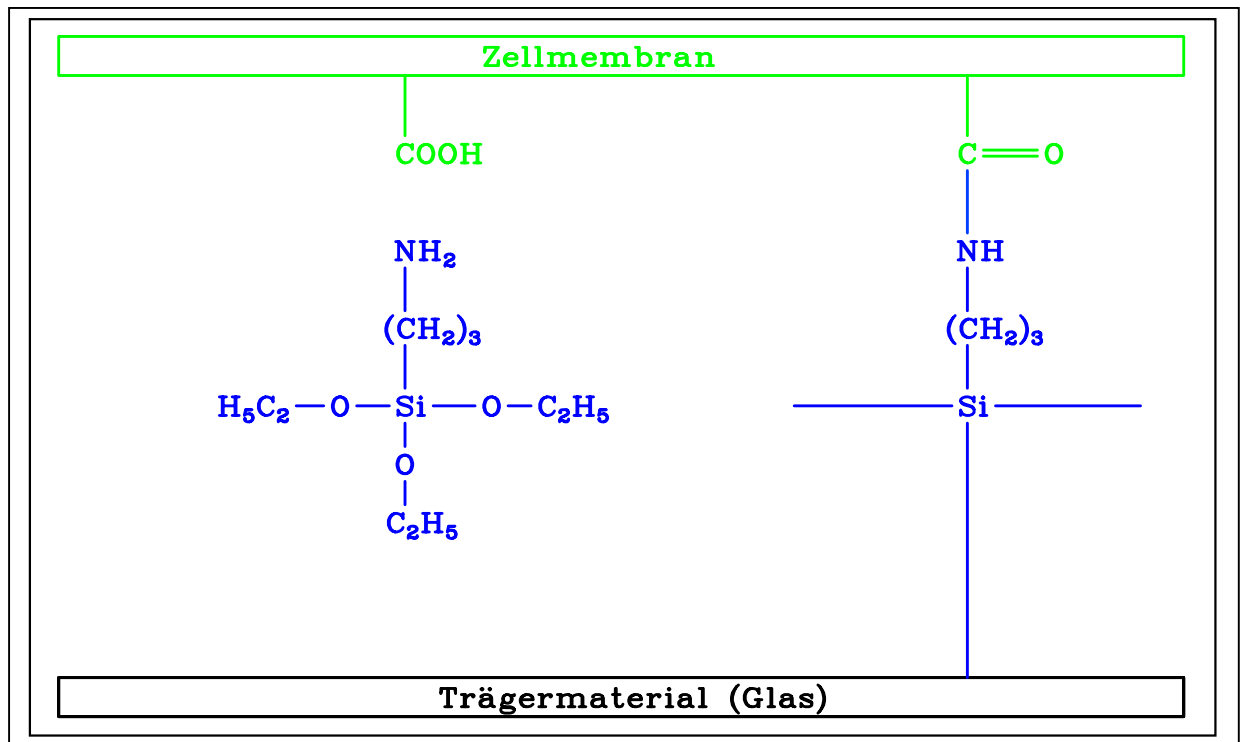 Zellmembran
COOH C O
NH₂ NH
(CH₂)₃ (CH₂)₃
H₅C₂ O Si O C₂H₅ Si
O
C₂H₅
Trägermaterial (Glas)